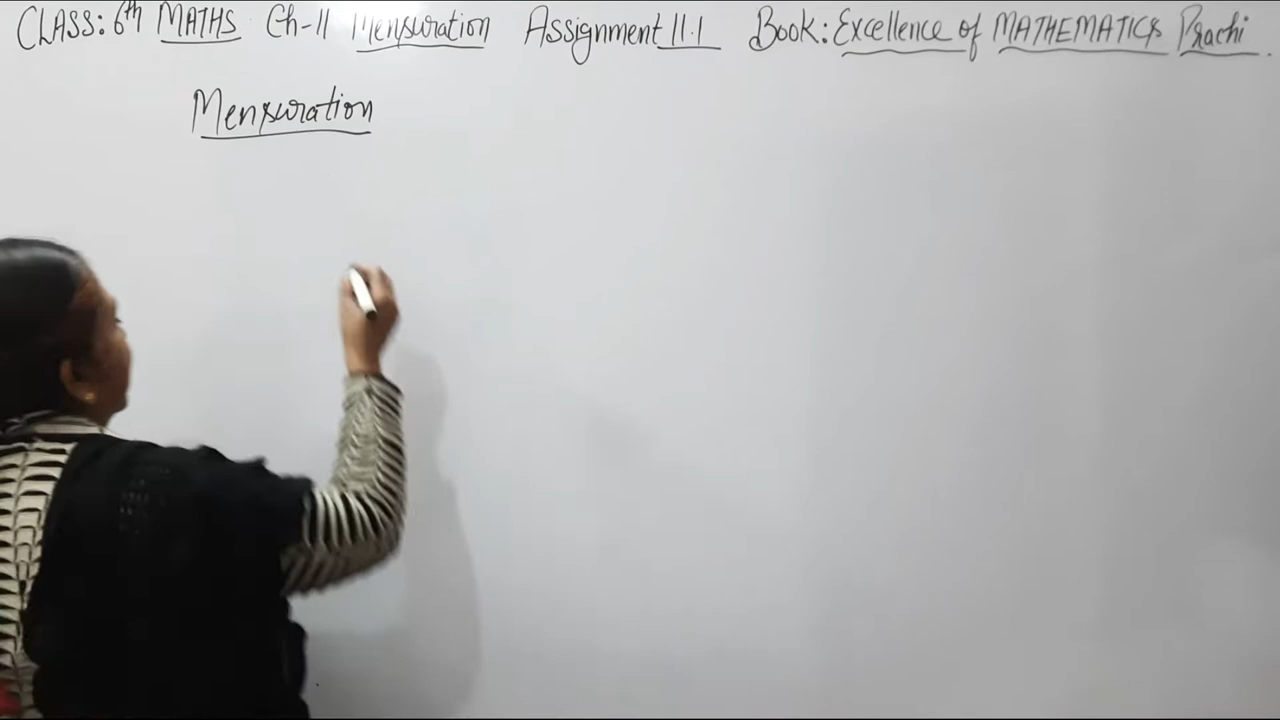 CLASS: 6th MATHS Ch-11 Mensuration Assignment 11.1 Book: Excellence of MATHEMATICS Prachi
Mensuration